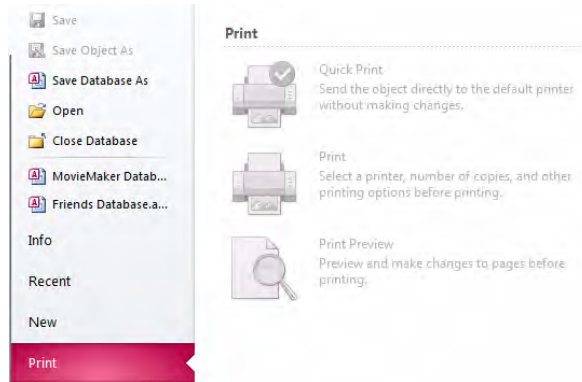 Save
Save Object As
Save Database As
Open
Close Database
MovieMaker Datab...
Friends Database.a...
Info
Recent
New
Print
Print
Quick Print
Send the object directly to the default printer
without making changes.
Print
Select a printer, number of copies, and other
printing options before printing.
Print Preview
Preview and make changes to pages before
printing.